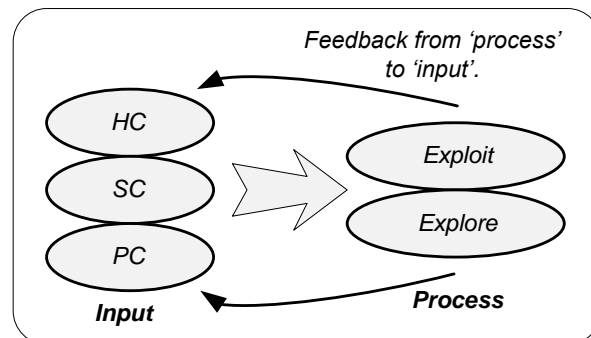 Feedback from ‘process’
to ‘input’.
HC
SC
PC
Input
Exploit
Explore
Process